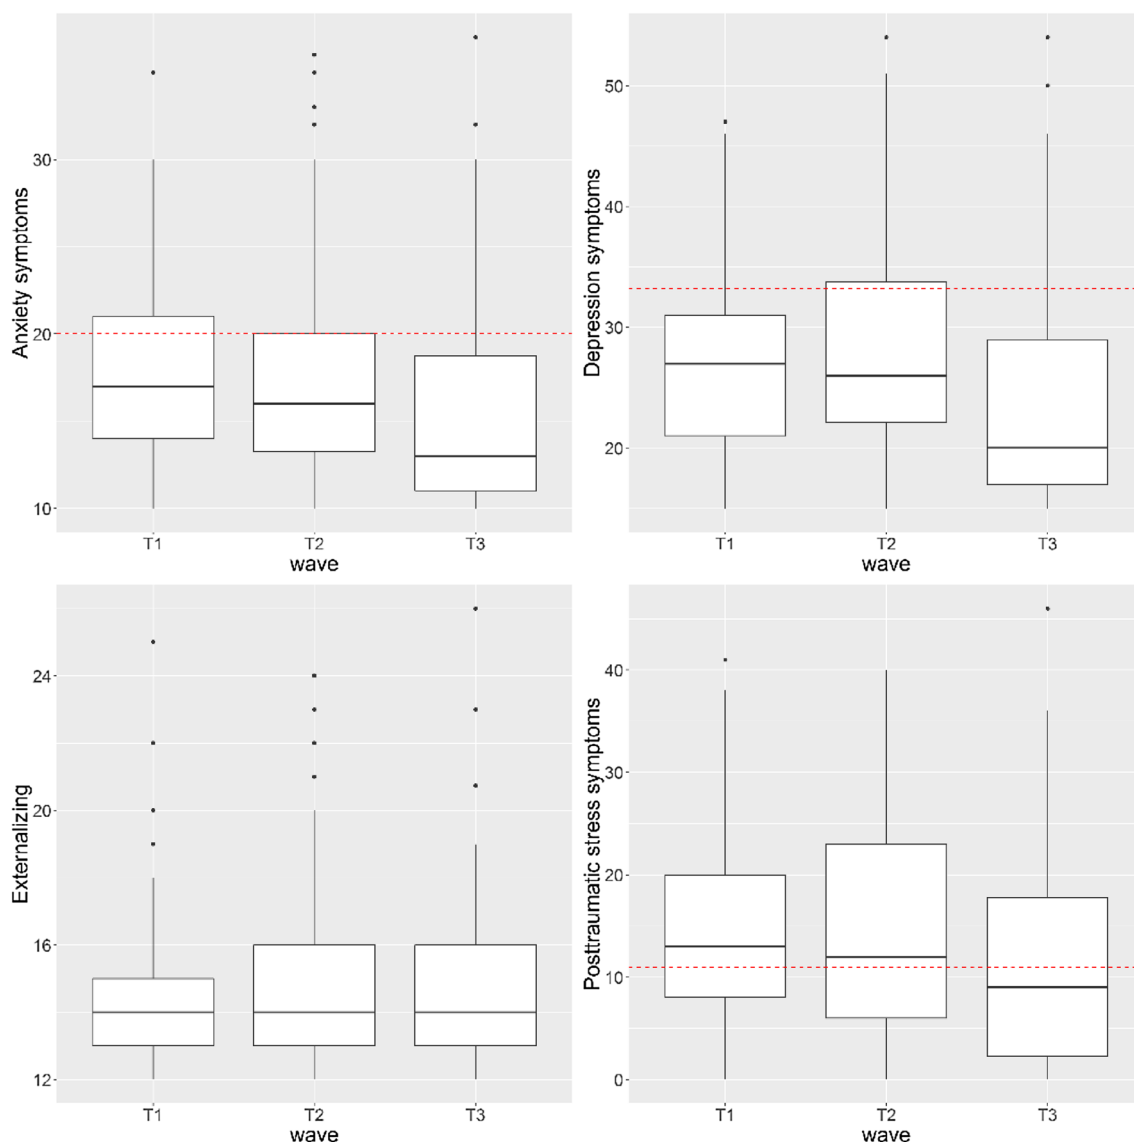 Anxiety symptoms
30
20
10
T1 T2 T3
wave
Depression symptoms
50
40
30
20
T1 T2 T3
wave
Externalizing
24
20
16
12
T1 T2 T3
wave
Posttraumatic stress symptoms
40
30
20
10
0
T1 T2 T3
wave